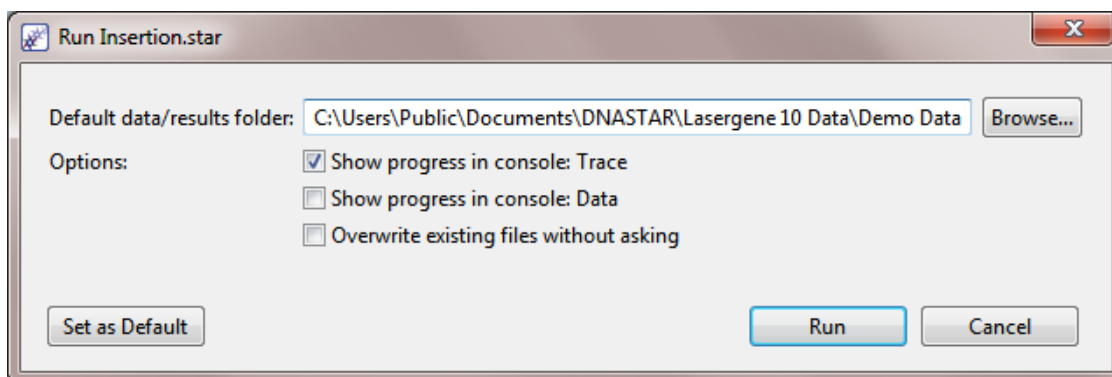 Run Insertion.star
X
Default data/results folder: C:\Users\Public\Documents\DNASTAR\Lasergene 10 Data\Demo Data Browse...
Options: Show progress in console: Trace
Show progress in console: Data
Overwrite existing files without asking
Set as Default Run Cancel